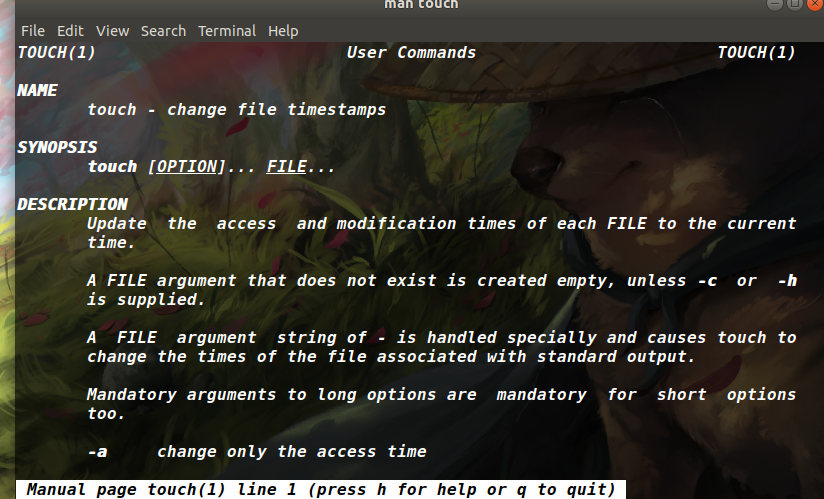 man touch
File Edit View Search Terminal Help
TOUCH(1) User Commands TOUCH(1)
NAME
touch - change file timestamps
SYNOPSIS
touch [OPTION]... FILE...
DESCRIPTION
Update the access and modification times of each FILE to the current
time.
A FILE argument that does not exist is created empty, unless -c or -h
is supplied.
A FILE argument string of - is handled specially and causes touch to
change the times of the file associated with standard output.
Mandatory arguments to long options are mandatory for short options
too.
-a change only the access time
Manual page touch(1) line 1 (press h for help or q to quit)